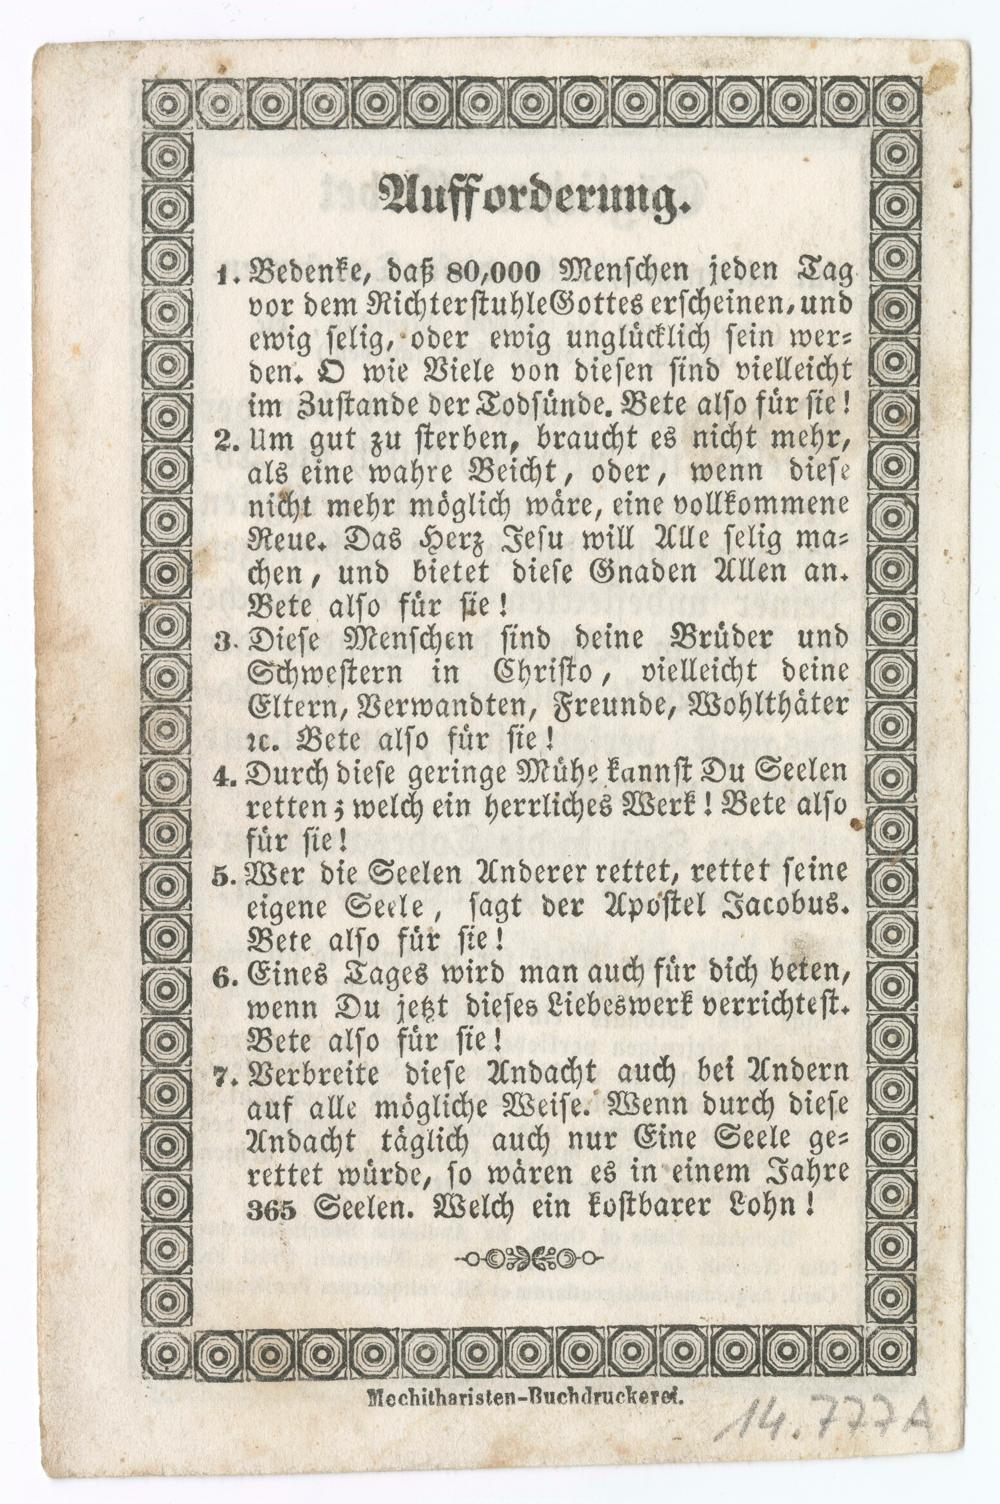 Aufforderung.
1. Bedenke, daß 80,000 Menschen jeden Tag
vor dem Richterstuhle Gottes erscheinen, und
ewig selig, oder ewig unglücklich sein wer⸗
den. O wie Viele von diesen sind vielleicht
im Zustande der Todsünde. Bete also für sie!
2. Um gut zu sterben, braucht es nicht mehr,
als eine wahre Beicht, oder, wenn diese
nicht mehr möglich wäre, eine vollkommene
Reue. Das Herz Jesu will Alle selig ma⸗
chen, und bietet diese Gnaden Allen an.
Bete also für sie!
3. Diese Menschen sind deine Brüder und
Schwestern in Christo, vielleicht deine
Eltern, Verwandten, Freunde, Wohlthäter
ꝛc. Bete also für sie!
4. Durch diese geringe Mühe kannst Du Seelen
retten; welch ein herrliches Werk! Bete also
für sie!
5. Wer die Seelen Anderer rettet, rettet seine
eigene Seele, sagt der Apostel Jacobus.
Bete also für sie!
6. Eines Tages wird man auch für dich beten,
wenn Du jetzt dieses Liebeswerk verrichtest.
Bete also für sie!
7. Verbreite diese Andacht auch bei Andern
auf alle mögliche Weise. Wenn durch diese
Andacht täglich auch nur Eine Seele ge⸗
rettet würde, so wären es in einem Jahre
365 Seelen. Welch ein kostbarer Lohn!
Mechitharisten-Buchdruckerei.
14.777A